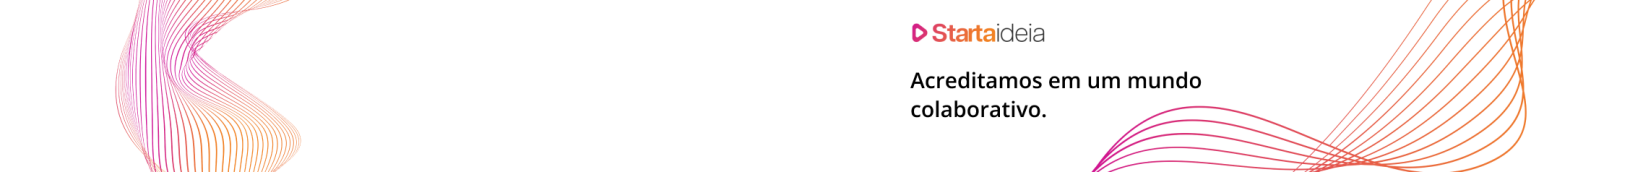 Startaideia
Acreditamos em um mundo
colaborativo.